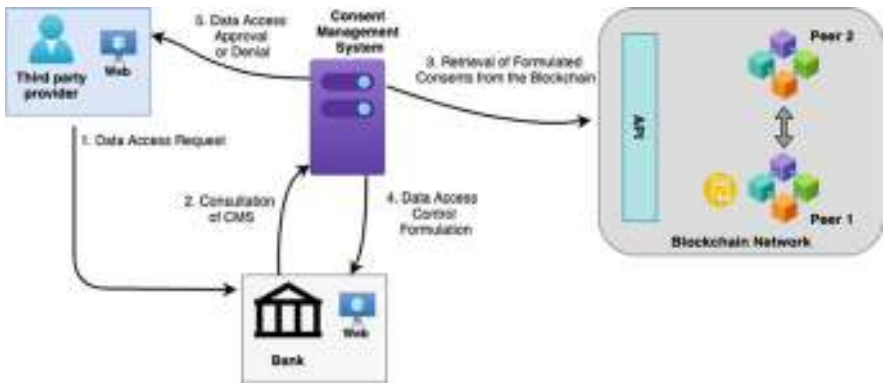 5. Data Access
Approval
or Denial
Consent
Management
System
Third party
provider
Web
3. Retrieval of Formulated
Consents from the Blockchain
Peer 2
API
1. Data Access Request
2. Consultation
of CMS
4. Data Access
Control
Formulation
Peer 1
Blockchain Network
Web
Bank